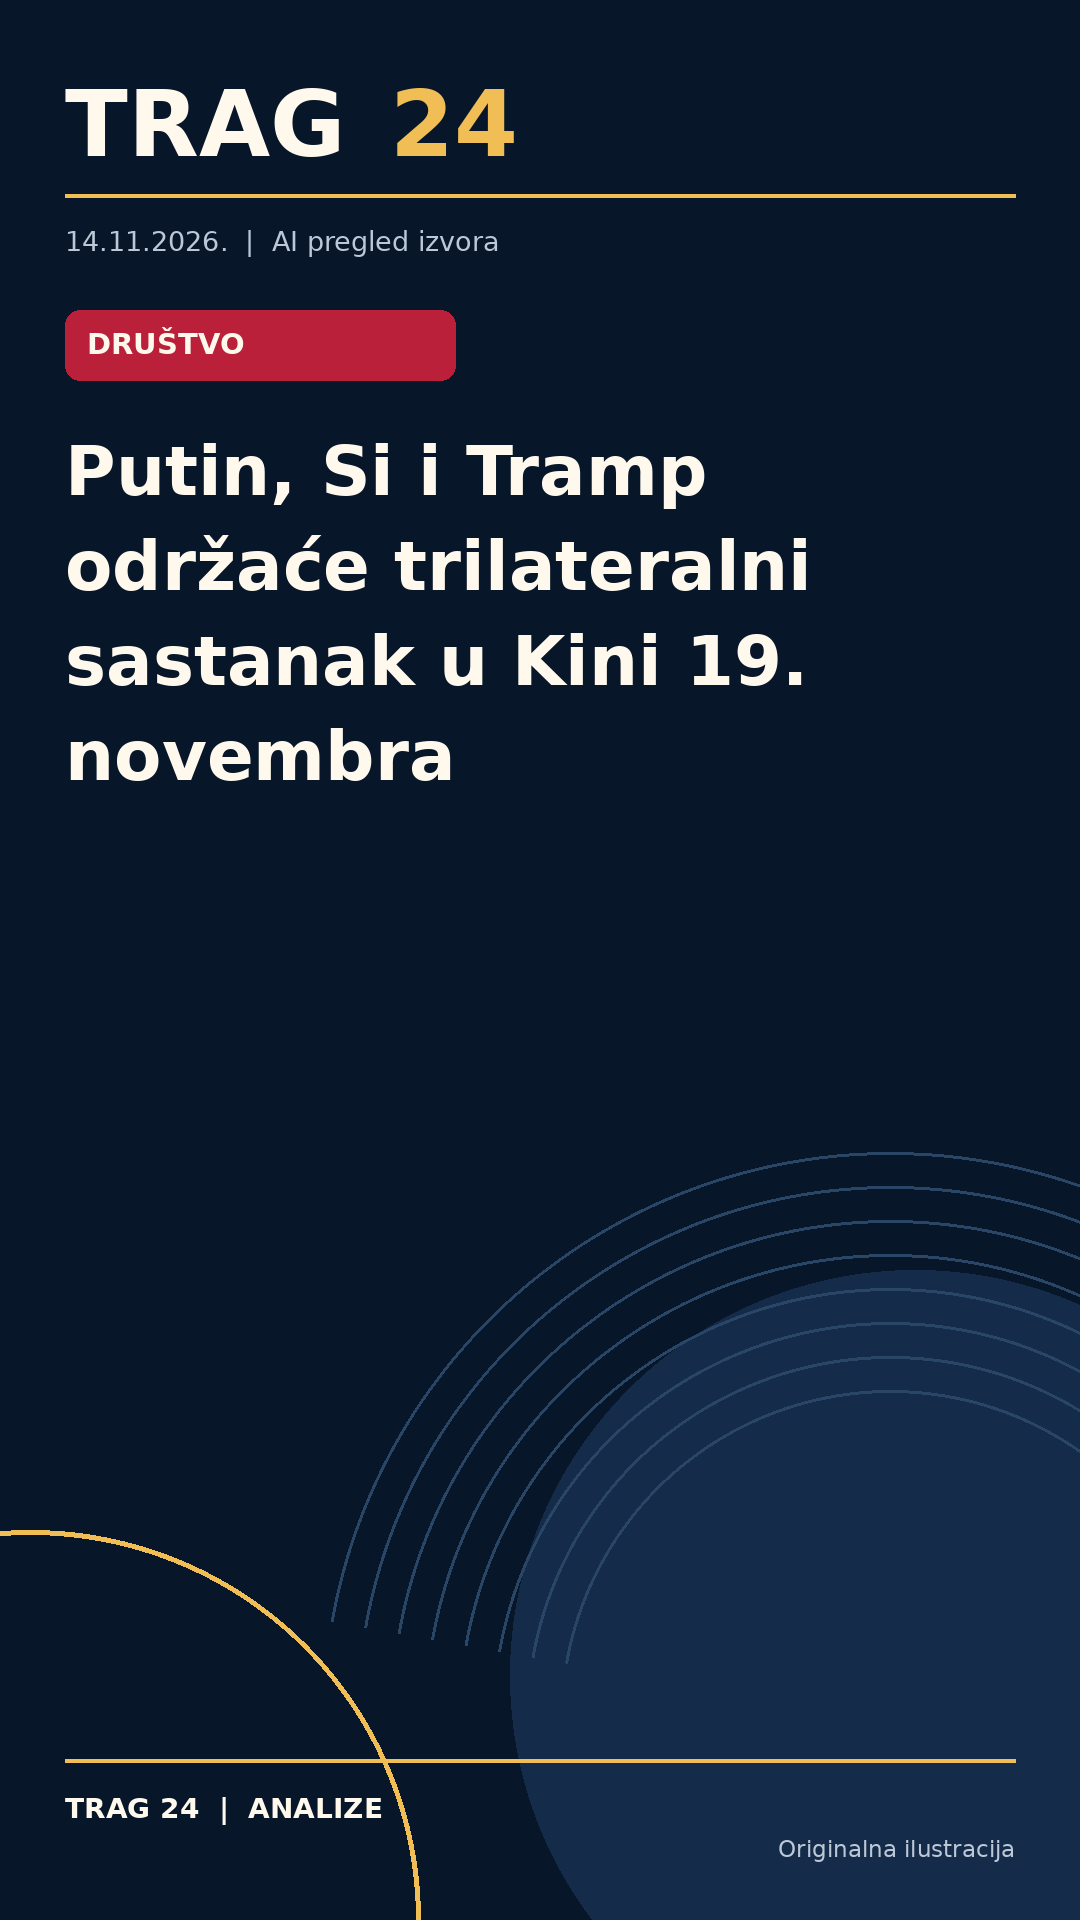 TRAG 24
14.11.2026. | AI pregled izvora
DRUŠTVO
Putin, Si i Tramp
održaće trilateralni
sastanak u Kini 19.
novembra
TRAG 24 | ANALIZE
Originalna ilustracija